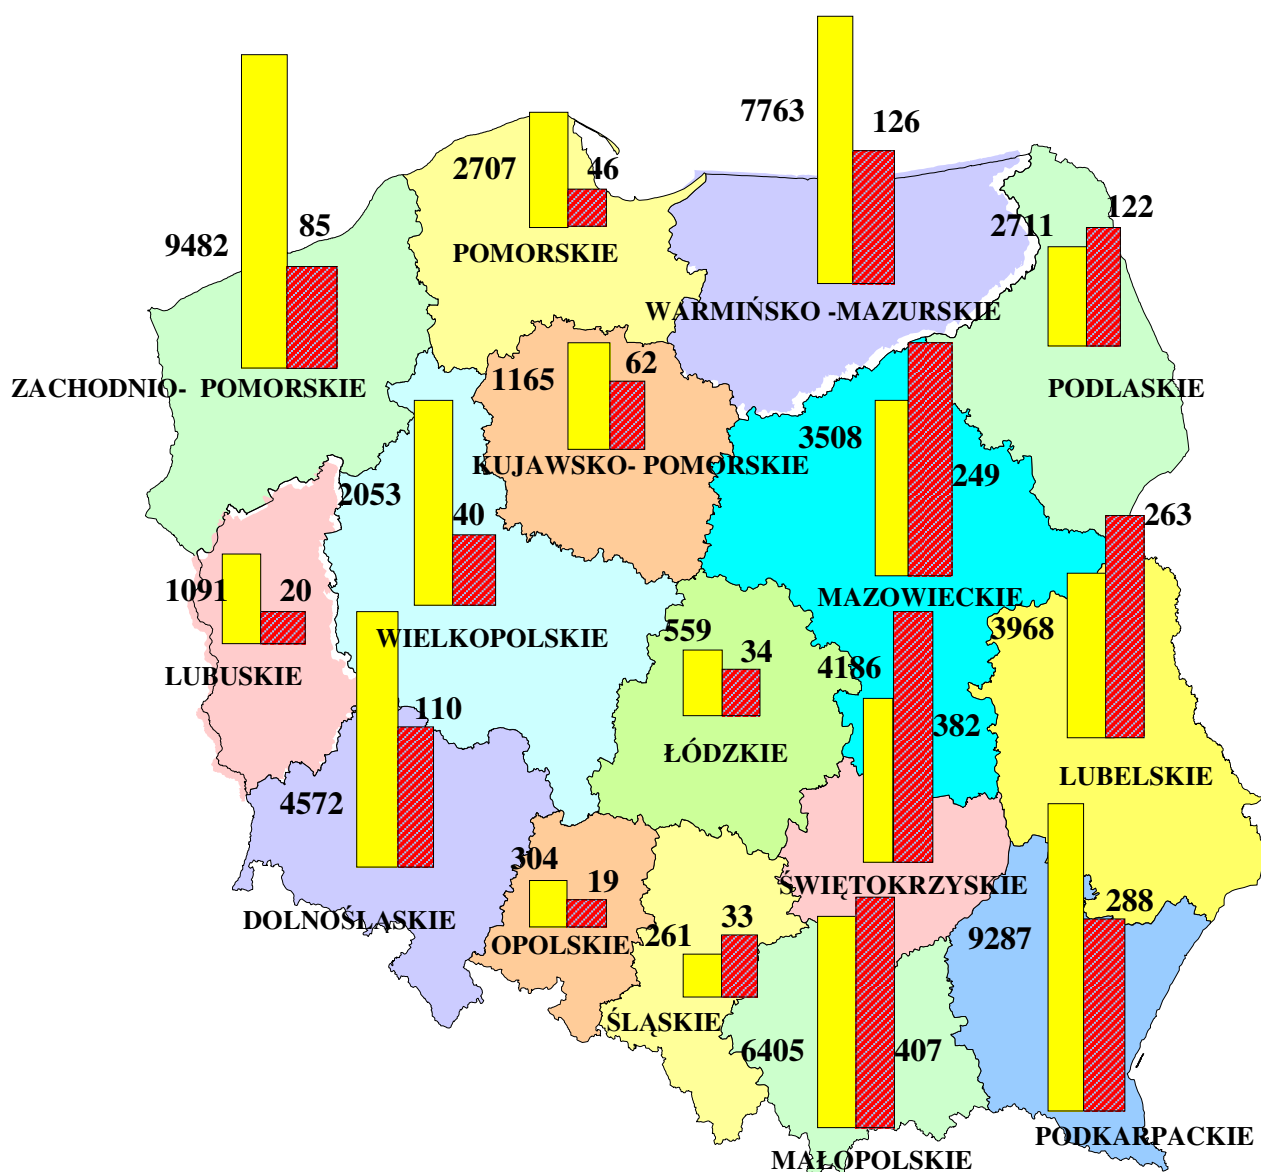 7763
126
2707
46
9482
85
2711
122
POMORSKIE
WARMIŃSKO -MAZURSKIE
ZACHODNIO- POMORSKIE
1165
62
PODLASKIE
KUJAWSKO- POMORSKIE
3508
249
2053
40
263
1091
20
MAZOWIECKIE
WIELKOPOLSKIE
559
34
3968
LUBUSKIE
4186
382
110
ŁÓDZKIE
LUBELSKIE
4572
304
19
ŚWIĘTOKRZYSKIE
DOLNOŚLĄSKIE
OPOLSKIE
261
33
9287
288
ŚLĄSKIE
6405
407
PODKARPACKIE
MAŁOPOLSKIE